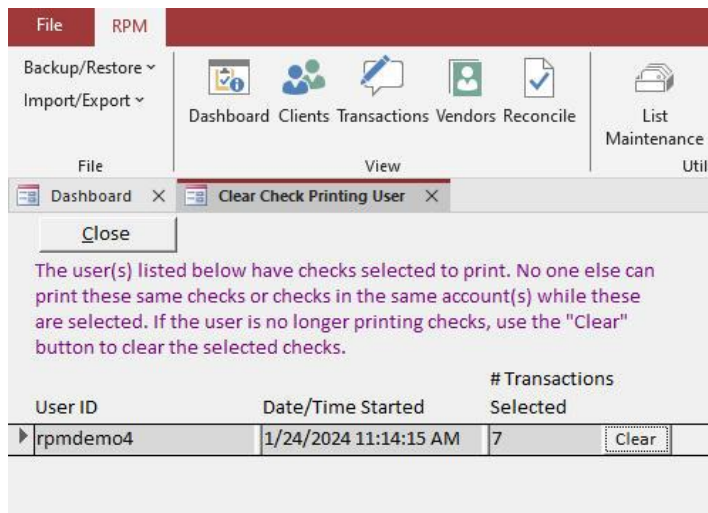 File RPM
Backup/Restore
Import/Export
Dashboard Clients Transactions Vendors Reconcile List Maintenance
File View Util
Dashboard Clear Check Printing User
Close
The user(s) listed below have checks selected to print. No one else can
print these same checks or checks in the same account(s) while these
are selected. If the user is no longer printing checks, use the "Clear"
button to clear the selected checks.
# Transactions
User ID Date/Time Started Selected
rpmdemo4 1/24/2024 11:14:15 AM 7 Clear